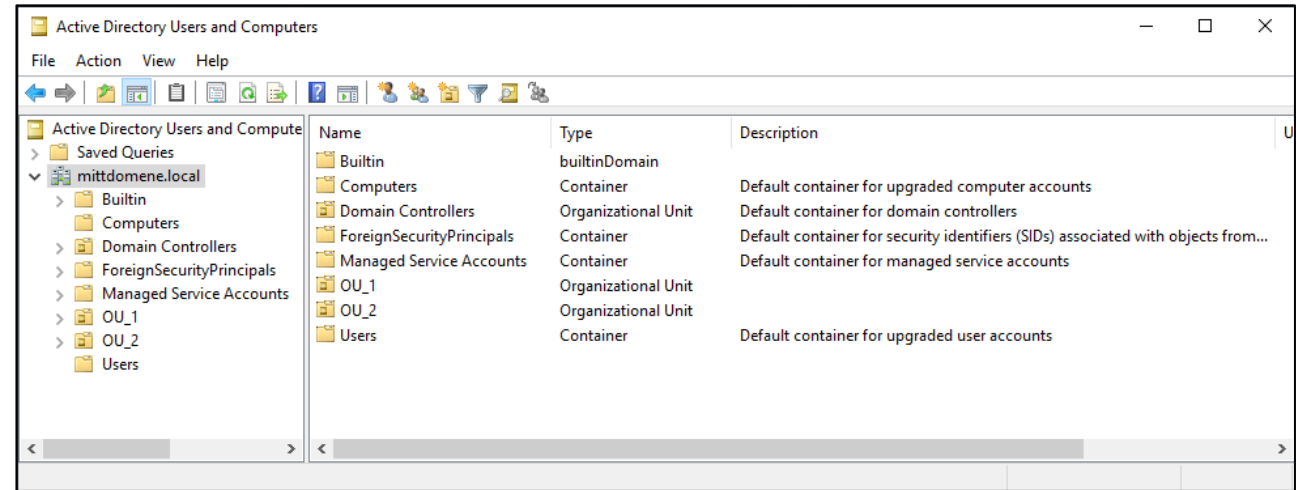 Active Directory Users and Computers
File Action View Help
Active Directory Users and Compute
Saved Queries
mittdomene.local
Builtin
Computers
Domain Controllers
ForeignSecurityPrincipals
Managed Service Accounts
OU_1
OU_2
Users
Name Type Description U
Builtin builtinDomain
Computers Container Default container for upgraded computer accounts
Domain Controllers Organizational Unit Default container for domain controllers
ForeignSecurityPrincipals Container Default container for security identifiers (SIDs) associated with objects from...
Managed Service Accounts Container Default container for managed service accounts
OU_1 Organizational Unit
OU_2 Organizational Unit
Users Container Default container for upgraded user accounts